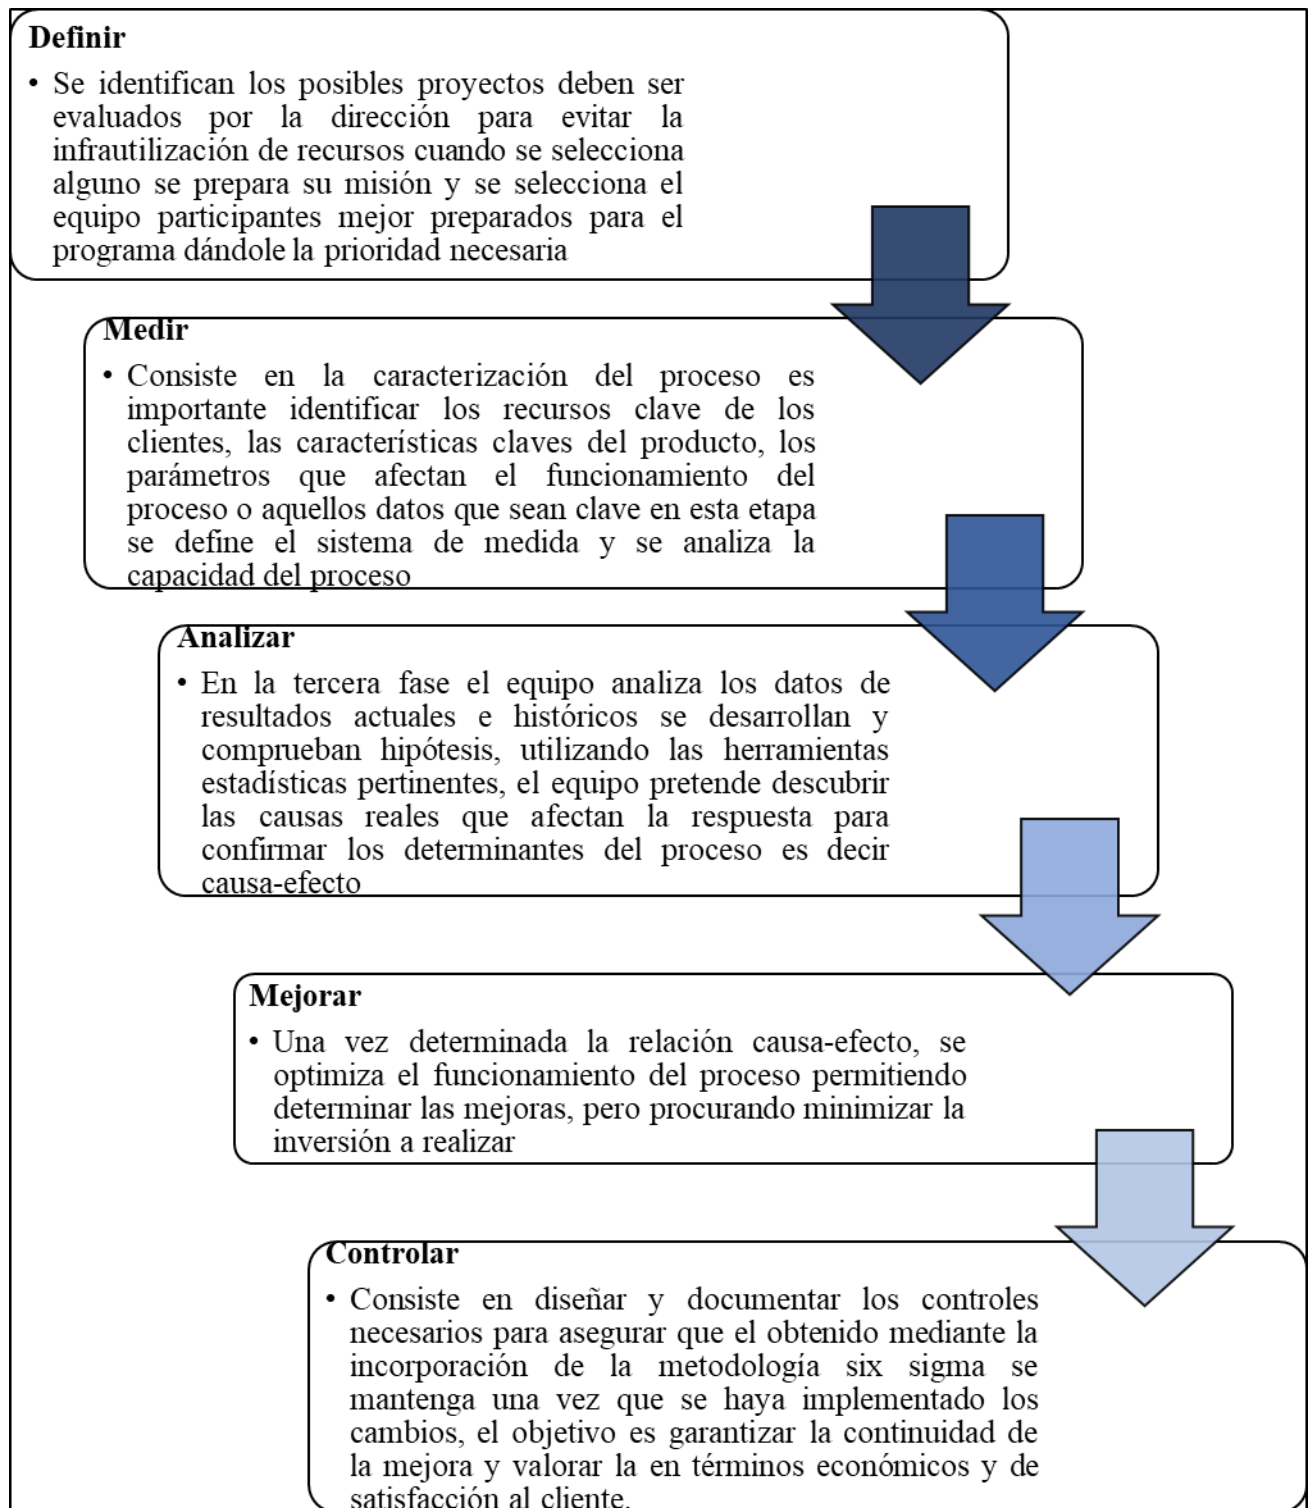 Definir
• Se identifican los posibles proyectos deben ser
evaluados por la dirección para evitar la
infrautilización de recursos cuando se selecciona
alguno se prepara su misión y se selecciona el
equipo participantes mejor preparados para el
programa dándole la prioridad necesaria
Medir
• Consiste en la caracterización del proceso es
importante identificar los recursos clave de los
clientes, las características claves del producto, los
parámetros que afectan el funcionamiento del
proceso o aquellos datos que sean clave en esta etapa
se define el sistema de medida y se analiza la
capacidad del proceso
Analizar
• En la tercera fase el equipo analiza los datos de
resultados actuales e históricos se desarrollan y
comprueban hipótesis, utilizando las herramientas
estadísticas pertinentes, el equipo pretende descubrir
las causas reales que afectan la respuesta para
confirmar los determinantes del proceso es decir
causa-efecto
Mejorar
• Una vez determinada la relación causa-efecto, se
optimiza el funcionamiento del proceso permitiendo
determinar las mejoras, pero procurando minimizar la
inversión a realizar
Controlar
• Consiste en diseñar y documentar los controles
necesarios para asegurar que el obtenido mediante la
incorporación de la metodología six sigma se
mantenga una vez que se haya implementado los
cambios, el objetivo es garantizar la continuidad de
la mejora y valorar la en términos económicos y de
satisfacción al cliente.